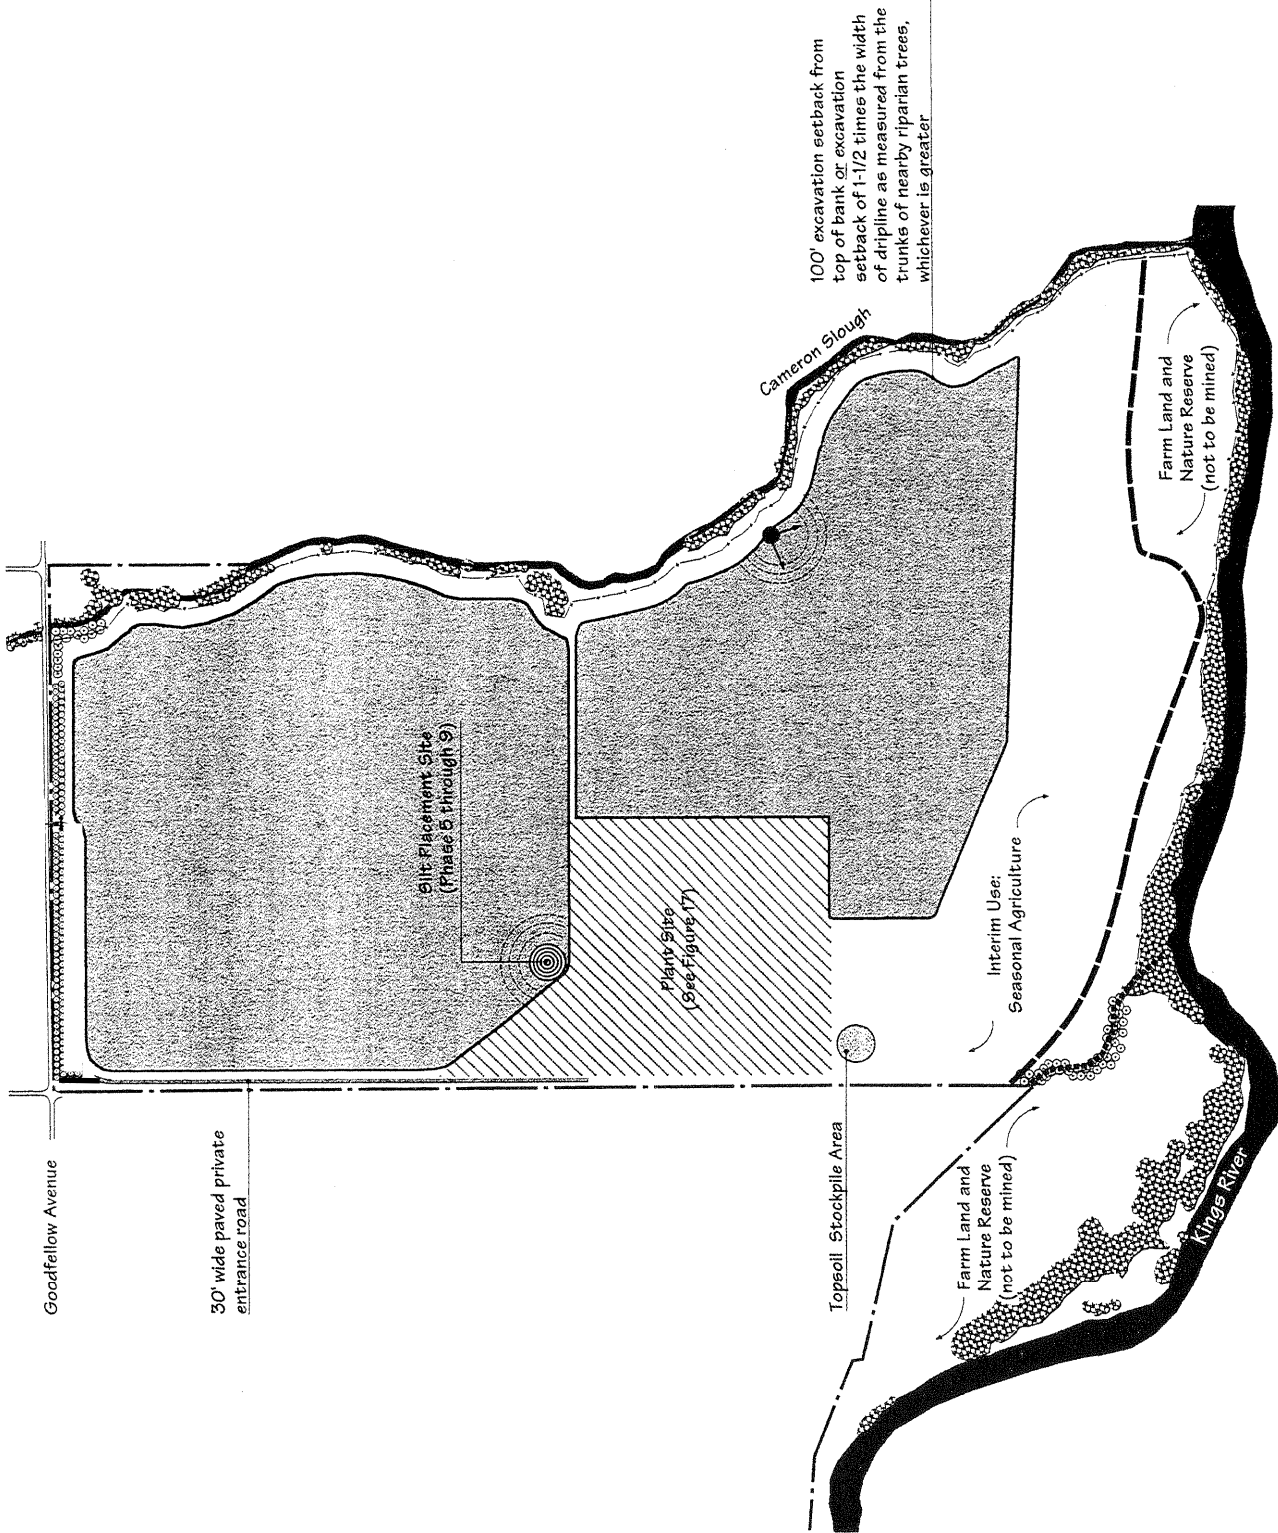 Goodfellow Avenue
30' wide paved private
entrance road
Silt Placement Site
(Phase 5 through 9)
Plant Site
(See Figure 17)
Topsoil Stockpile Area
Cameron Slough
100' excavation setback from
top of bank or excavation
setback of 1-1/2 times the width
of dripline as measured from the
trunks of nearby riparian trees,
whichever is greater
Interim Use:
Seasonal Agriculture
Farm Land and
Nature Reserve
(not to be mined)
Farm Land and
Nature Reserve
(not to be mined)
Kings River